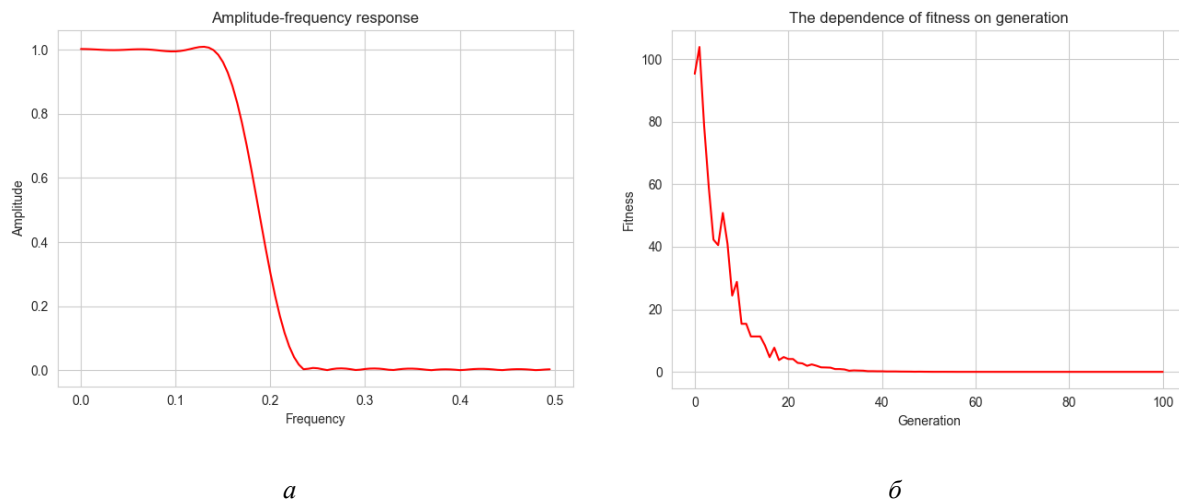 Amplitude-frequency response
1.0
0.8
0.6
0.4
0.2
0.0
Amplitude
0.0 0.1 0.2 0.3 0.4 0.5
Frequency
а
The dependence of fitness on generation
100
80
60
40
20
0
Fitness
0 20 40 60 80 100
Generation
б